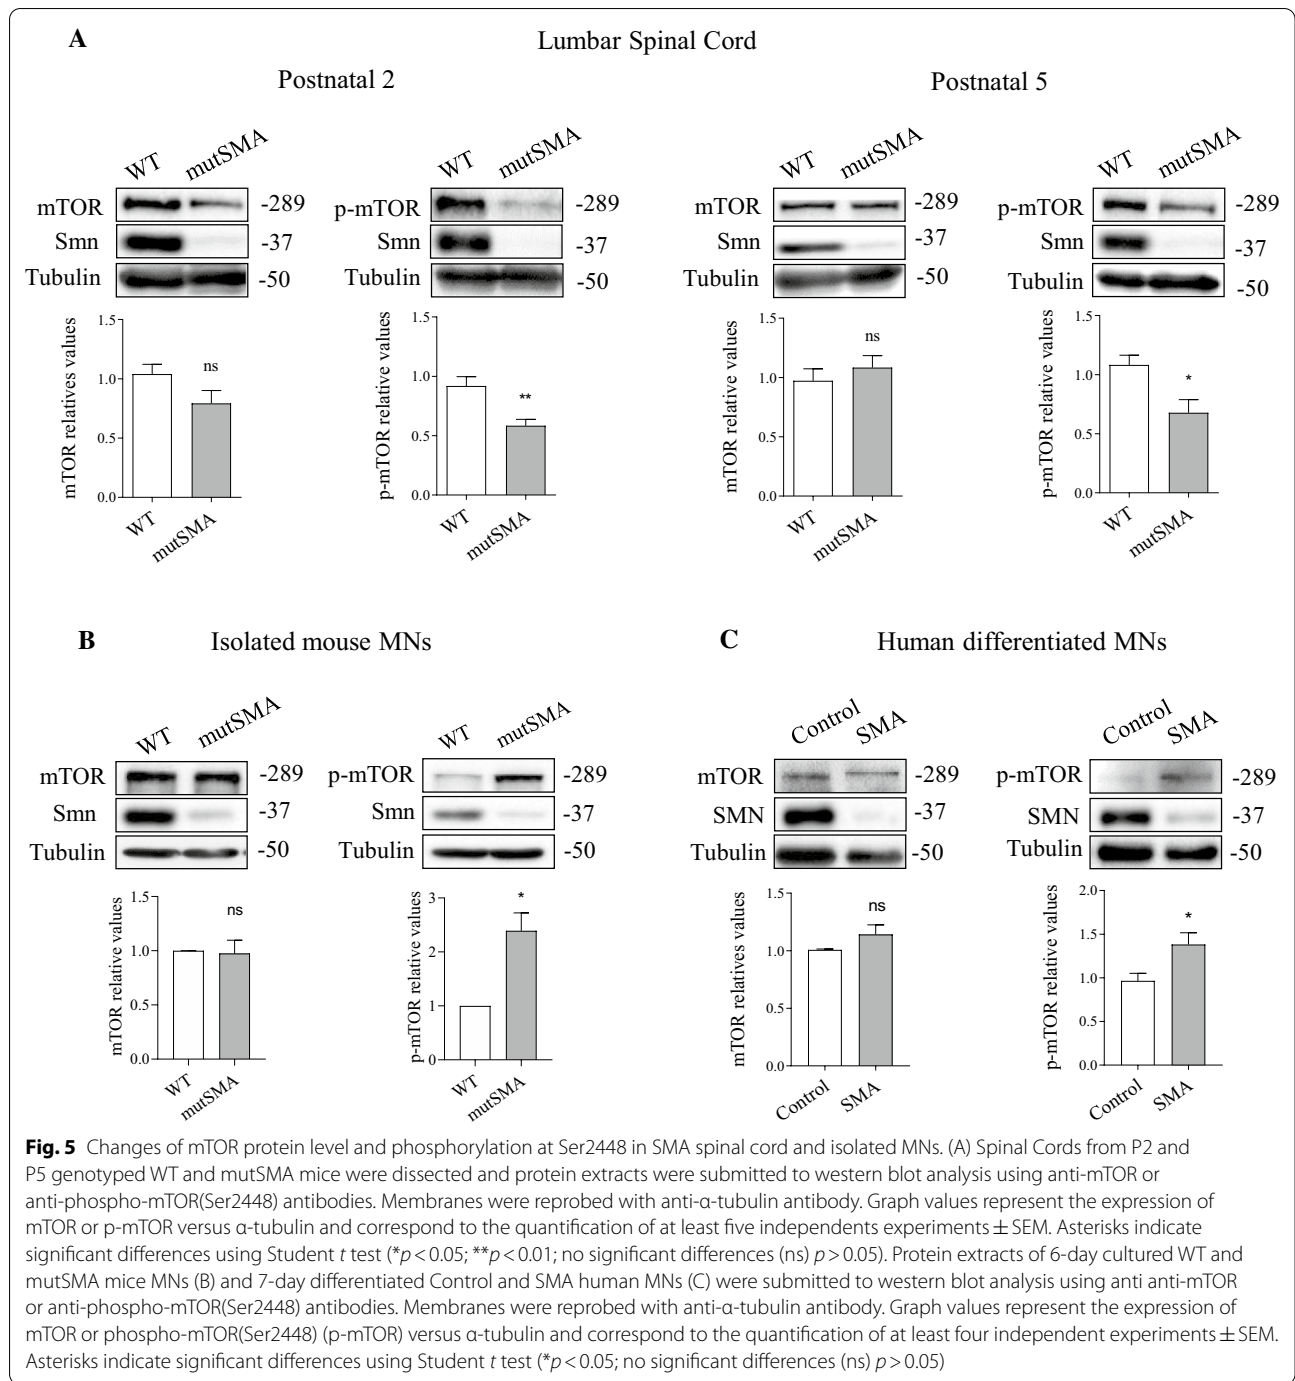 A
Lumbar Spinal Cord
Postnatal 2
Postnatal 5
WT mutSMA
mTOR -289
Smn -37
Tubulin -50
mTOR relatives values
1.5
1.0
0.5
0.0
ns
WT
mutSMA
WT mutSMA
p-mTOR -289
Smn -37
Tubulin -50
p-mTOR relative values
1.5
1.0
0.5
0.0
**
WT
mutSMA
WT mutSMA
mTOR -289
Smn -37
Tubulin -50
mTOR relative values
1.5
1.0
0.5
0.0
ns
WT
mutSMA
WT mutSMA
p-mTOR -289
Smn -37
Tubulin -50
p-mTOR relative values
1.5
1.0
0.5
0.0
*
WT
mutSMA
B
Isolated mouse MNs
WT mutSMA
mTOR -289
Smn -37
Tubulin -50
mTOR relative values
1.5
1.0
0.5
0.0
ns
WT
mutSMA
WT mutSMA
p-mTOR -289
Smn -37
Tubulin -50
p-mTOR relative values
3
2
1
0
*
WT
mutSMA
C
Human differentiated MNs
Control SMA
mTOR -289
SMN -37
Tubulin -50
mTOR relatives values
1.5
1.0
0.5
0.0
ns
Control
SMA
Control SMA
p-mTOR -289
SMN -37
Tubulin -50
p-mTOR relative values
2.0
1.5
1.0
0.5
0.0
*
Control
SMA
Fig. 5 Changes of mTOR protein level and phosphorylation at Ser2448 in SMA spinal cord and isolated MNs. (A) Spinal Cords from P2 and
P5 genotyped WT and mutSMA mice were dissected and protein extracts were submitted to western blot analysis using anti-mTOR or
anti-phospho-mTOR(Ser2448) antibodies. Membranes were reprobed with anti-α-tubulin antibody. Graph values represent the expression of
mTOR or p-mTOR versus α-tubulin and correspond to the quantification of at least five independents experiments ± SEM. Asterisks indicate
significant differences using Student t test (*p < 0.05; **p < 0.01; no significant differences (ns) p > 0.05). Protein extracts of 6-day cultured WT and
mutSMA mice MNs (B) and 7-day differentiated Control and SMA human MNs (C) were submitted to western blot analysis using anti anti-mTOR
or anti-phospho-mTOR(Ser2448) antibodies. Membranes were reprobed with anti-α-tubulin antibody. Graph values represent the expression of
mTOR or phospho-mTOR(Ser2448) (p-mTOR) versus α-tubulin and correspond to the quantification of at least four independent experiments ± SEM.
Asterisks indicate significant differences using Student t test (*p < 0.05; no significant differences (ns) p > 0.05)